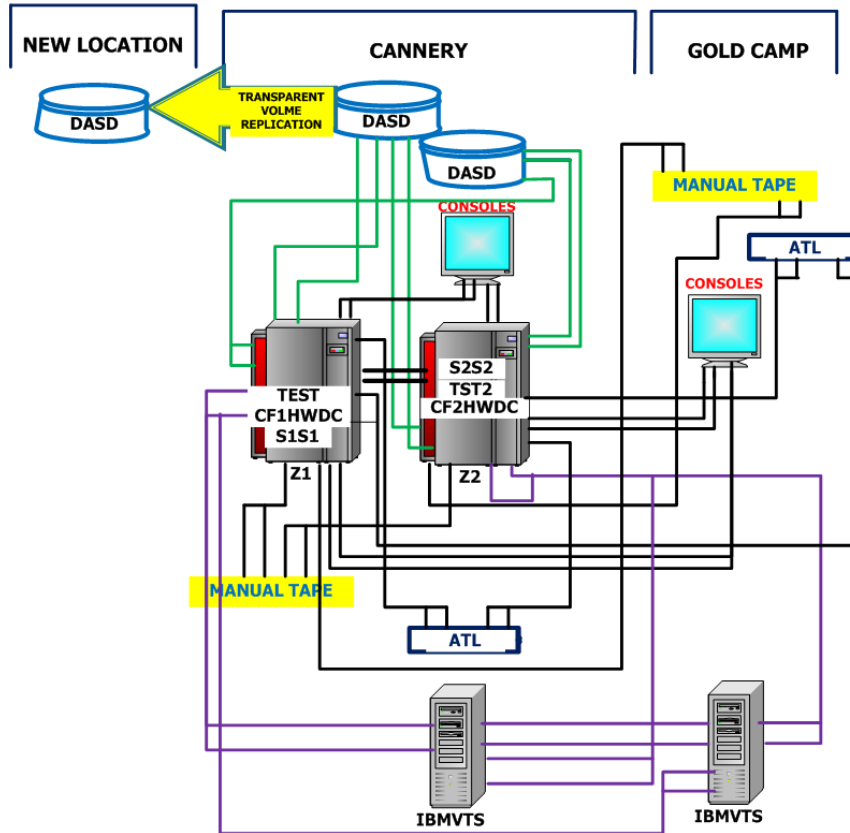 NEW LOCATION
CANNERY
GOLD CAMP
DASD
TRANSPARENT
VOLME
REPLICATION
DASD
DASD
MANUAL TAPE
CONSOLES
ATL
CONSOLES
TEST
CF1HWDC
S1S1
S2S2
TST2
CF2HWDC
Z1
Z2
MANUAL TAPE
ATL
IBMVTS
IBMVTS